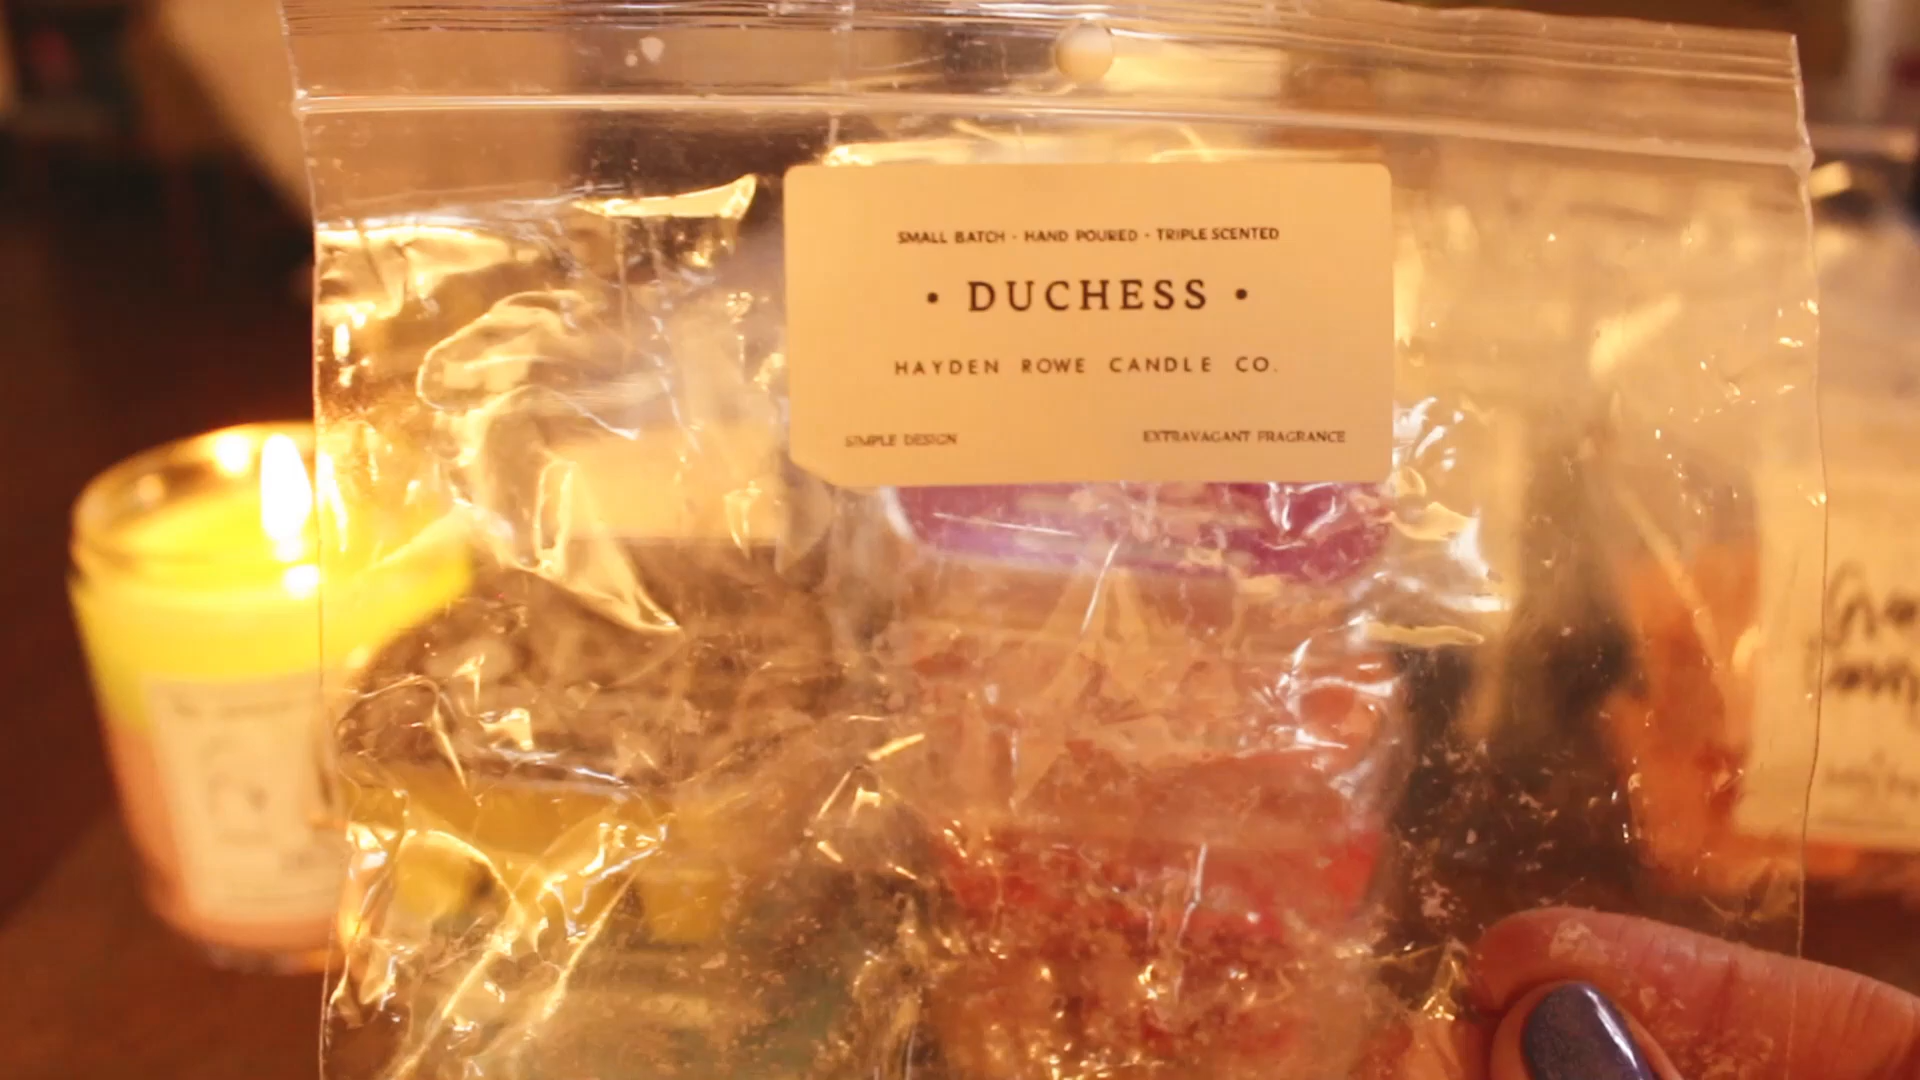 SMALL BATCH · HAND POURED · TRIPLE SCENTED
• DUCHESS •
HAYDEN ROWE CANDLE CO.
SIMPLE DESIGN
EXTRAVAGANT FRAGRANCE